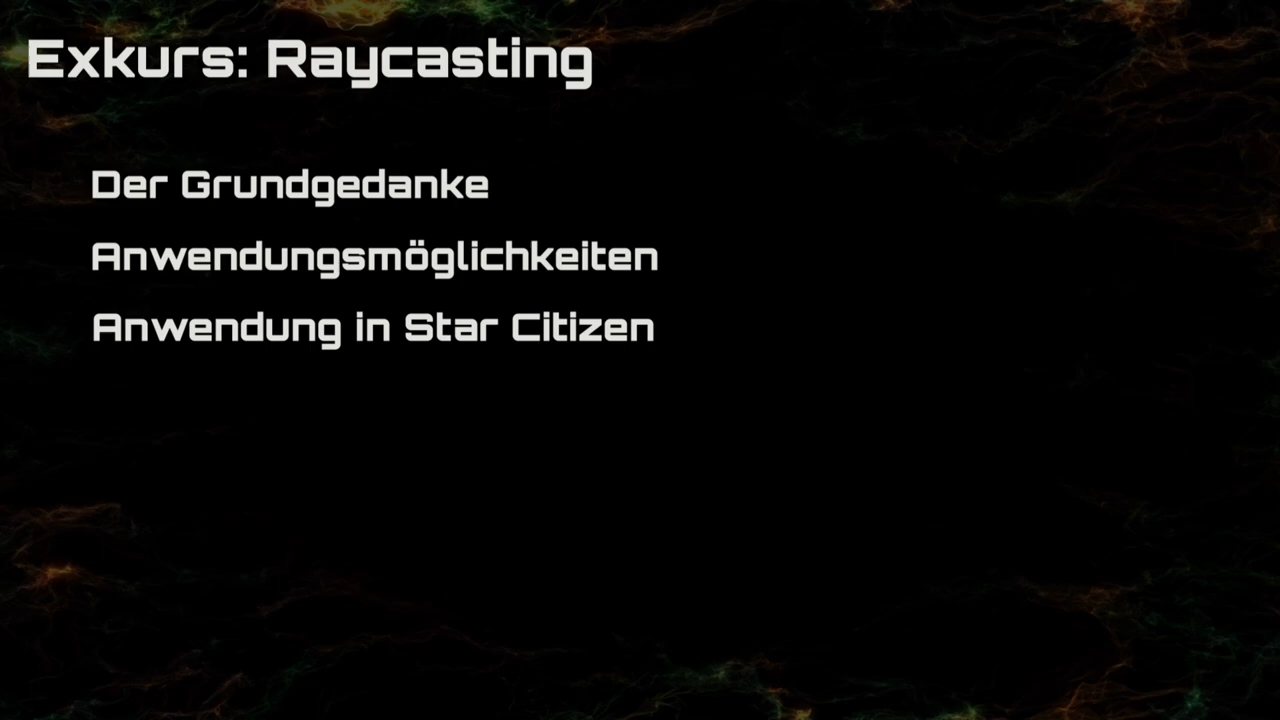 Exkurs: Raycasting
Der Grundgedanke
Anwendungsmöglichkeiten
Anwendung in Star Citizen